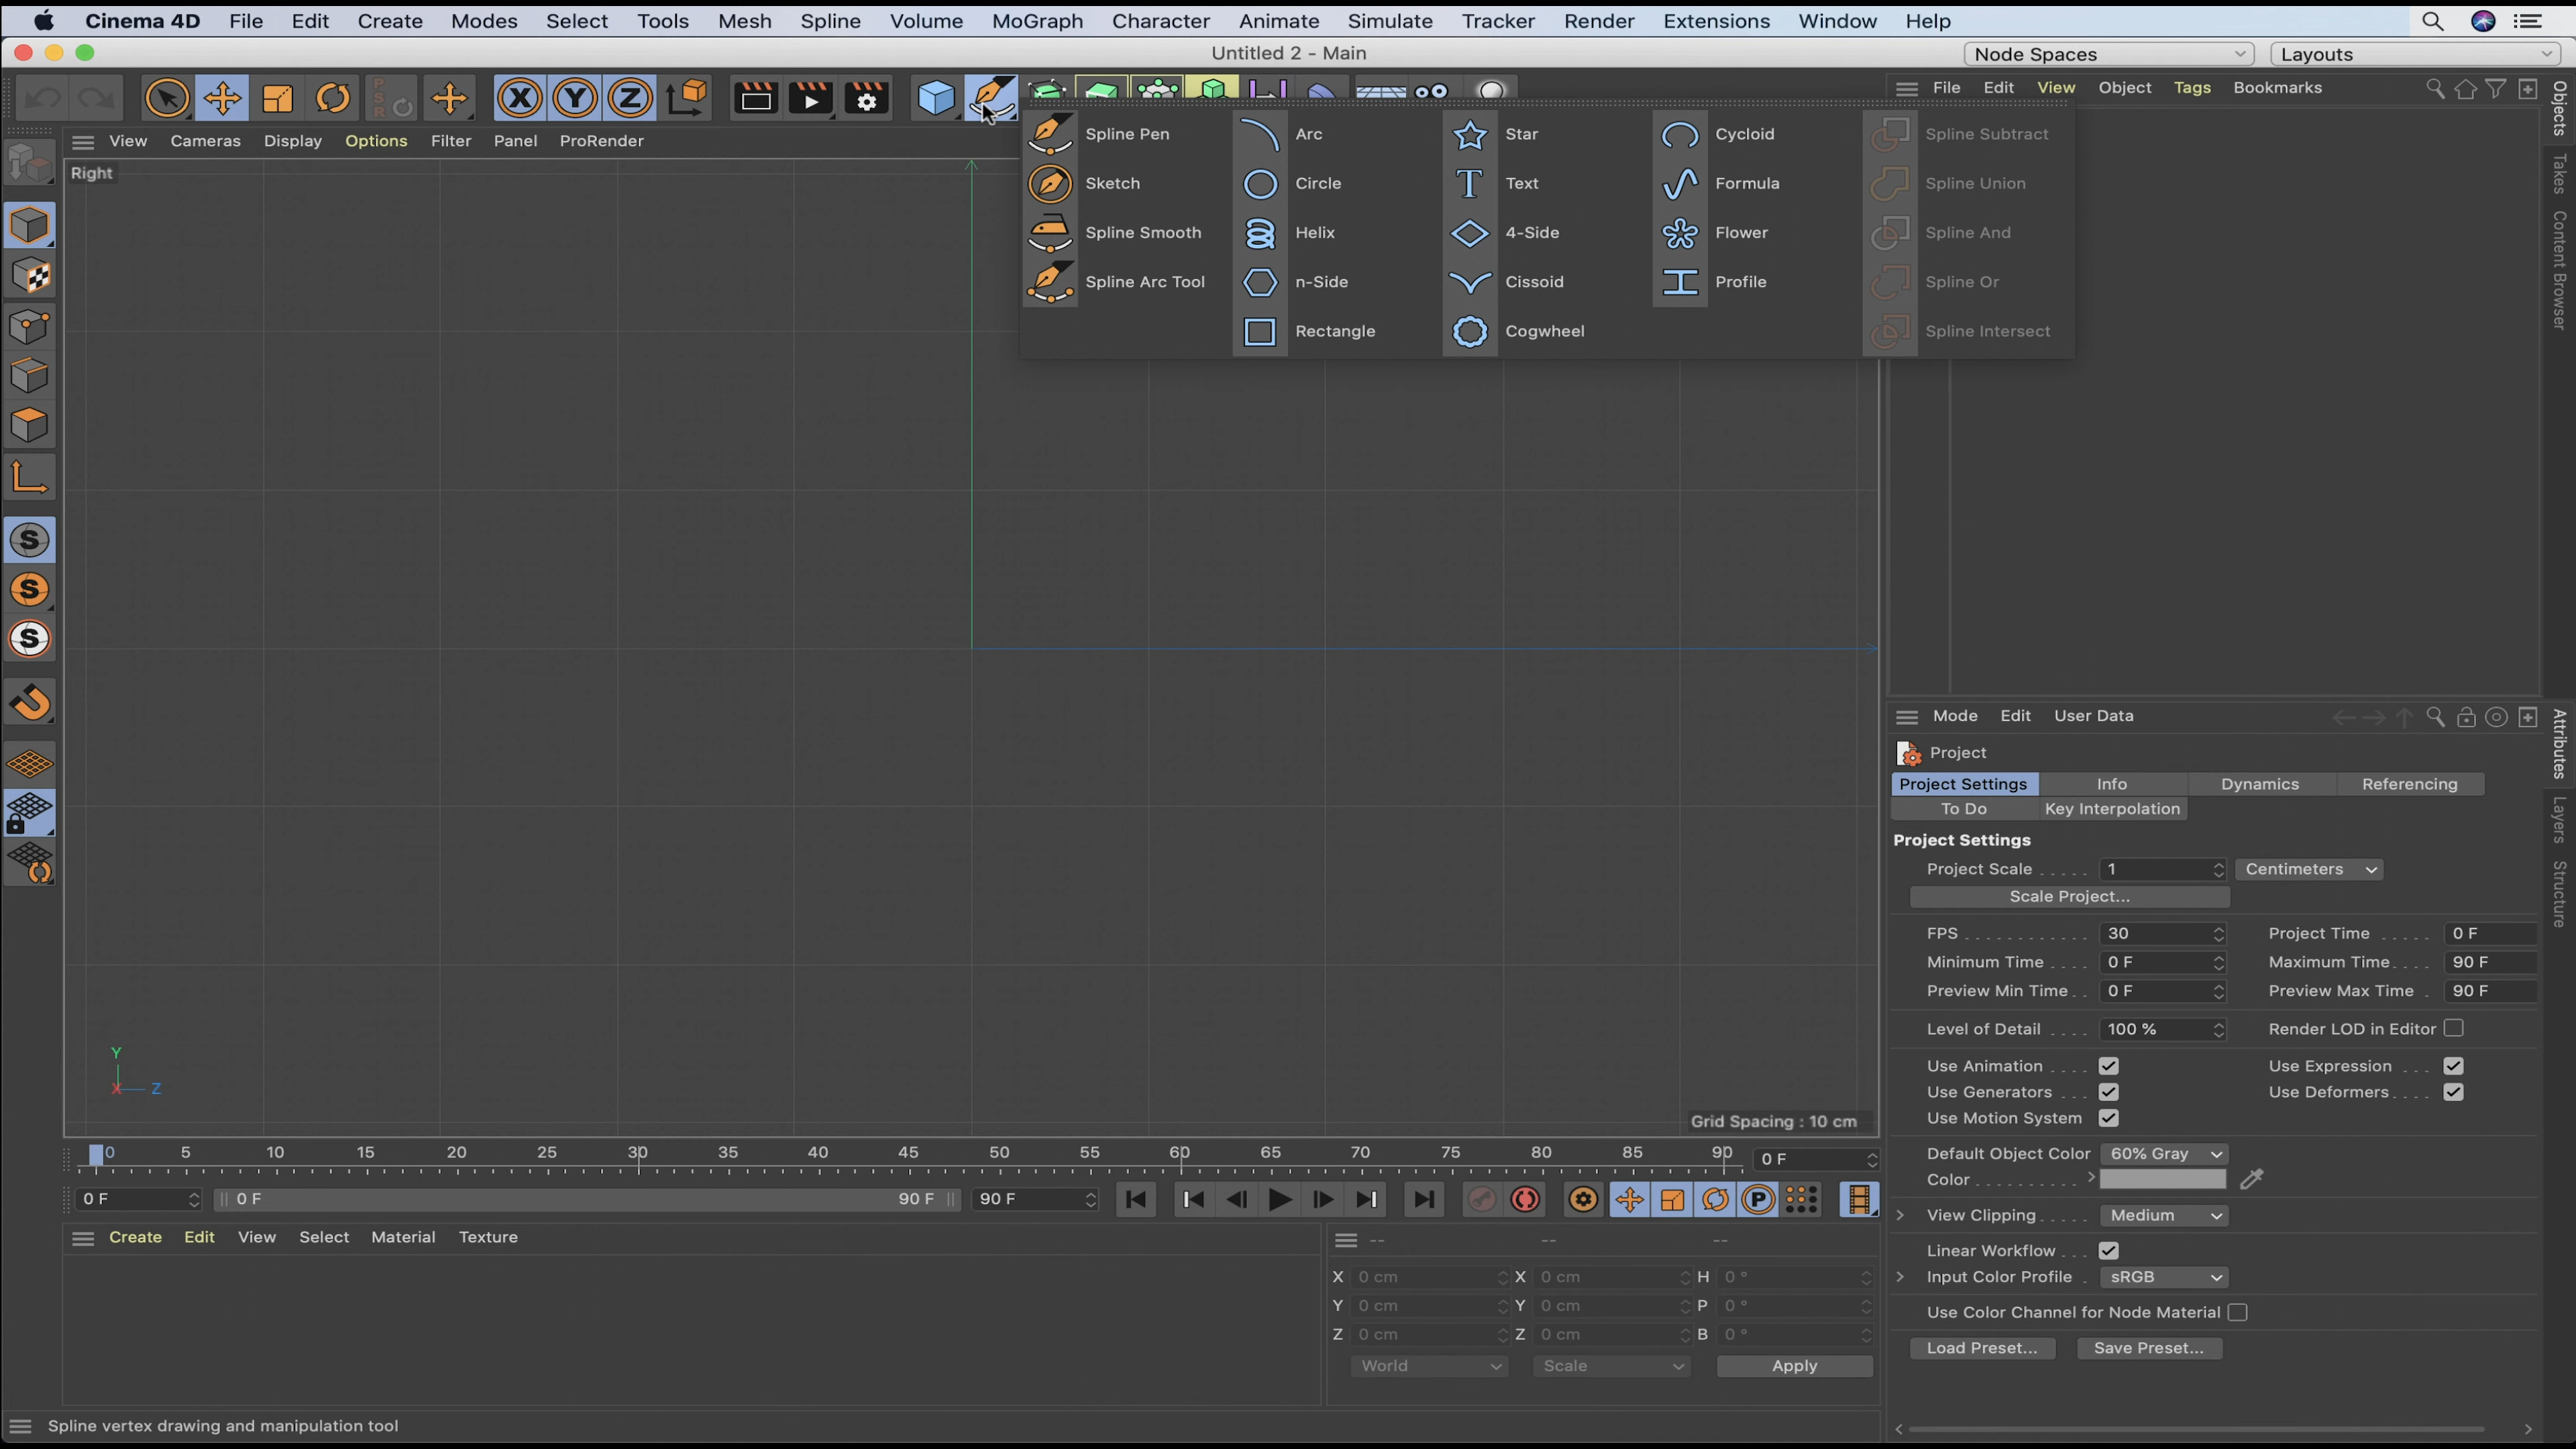 Cinema 4D File Edit Create Modes Select Tools Mesh Spline Volume MoGraph Character Animate Simulate Tracker Render Extensions Window Help
Untitled 2 - Main
Node Spaces
Layouts
PSR
X Y Z
File Edit View Object Tags Bookmarks
View Cameras Display Options Filter Panel ProRender
Right
Spline Pen
Arc
Star
Cycloid
Spline Subtract
Sketch
Circle
Text
Formula
Spline Union
Spline Smooth
Helix
4-Side
Flower
Spline And
Spline Arc Tool
n-Side
Cissoid
Profile
Spline Or
Rectangle
Cogwheel
Spline Intersect
Objects
Takes
Content Browser
S
S
S
Mode Edit User Data
Project
Project Settings Info Dynamics Referencing
To Do Key Interpolation
Project Settings
Project Scale 1 Centimeters
Scale Project...
FPS 30 Project Time 0 F
Minimum Time 0 F Maximum Time 90 F
Preview Min Time 0 F Preview Max Time 90 F
Level of Detail 100 % Render LOD in Editor
Use Animation Use Expression
Use Generators Use Deformers
Use Motion System
Default Object Color 60% Gray
Color
View Clipping Medium
Linear Workflow
Input Color Profile sRGB
Use Color Channel for Node Material
Load Preset... Save Preset...
Attributes
Layers
Structure
Y
X Z
Grid Spacing : 10 cm
0 5 10 15 20 25 30 35 40 45 50 55 60 65 70 75 80 85 90 0 F
0 F 0 F 90 F 90 F P
Create Edit View Select Material Texture
-- -- --
X 0 cm X 0 cm H 0 °
Y 0 cm Y 0 cm P 0 °
Z 0 cm Z 0 cm B 0 °
World Scale Apply
Spline vertex drawing and manipulation tool